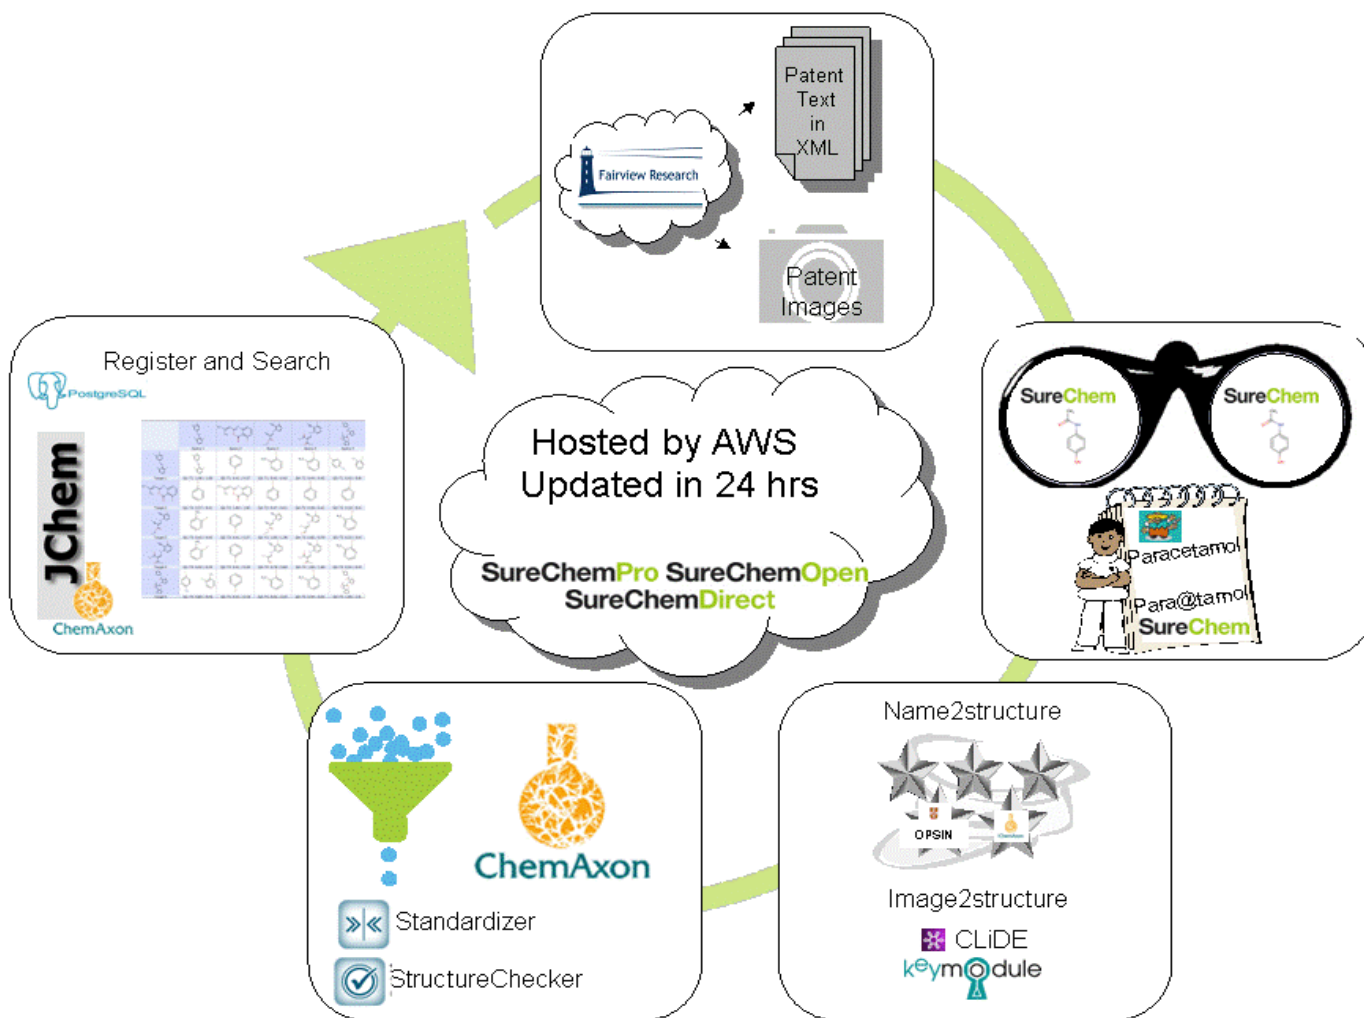 Patent
Text
in
XML
Fairview Research
Patent
Images
SureChem
SureChem
Paracetamol
Para@tamol
SureChem
Name2structure
OPSIN
ChemAxon
Image2structure
CLiDE
keymodule
ChemAxon
Standardizer
StructureChecker
Register and Search
PostgreSQL
JChem
ChemAxon
Hosted by AWS
Updated in 24 hrs
SureChemPro SureChemOpen
SureChemDirect